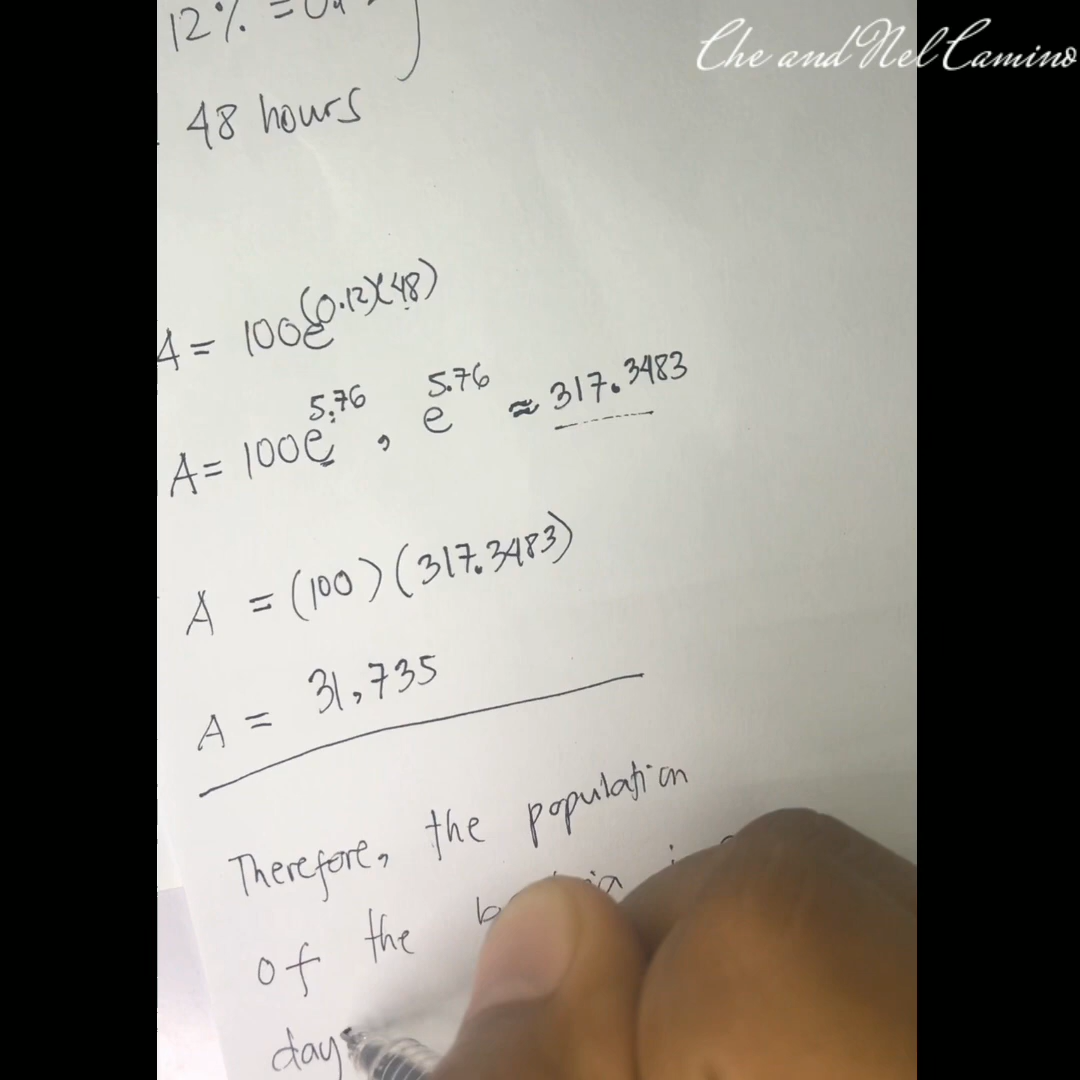 Che and Nel Camino
12% =
48 hours
A = 100e^(0.12)(48)
A = 100e^5.76 , e^5.76 ≈ 317.3483
A = (100)(317.3483)
A = 31,735
Therefore, the population
of the
day